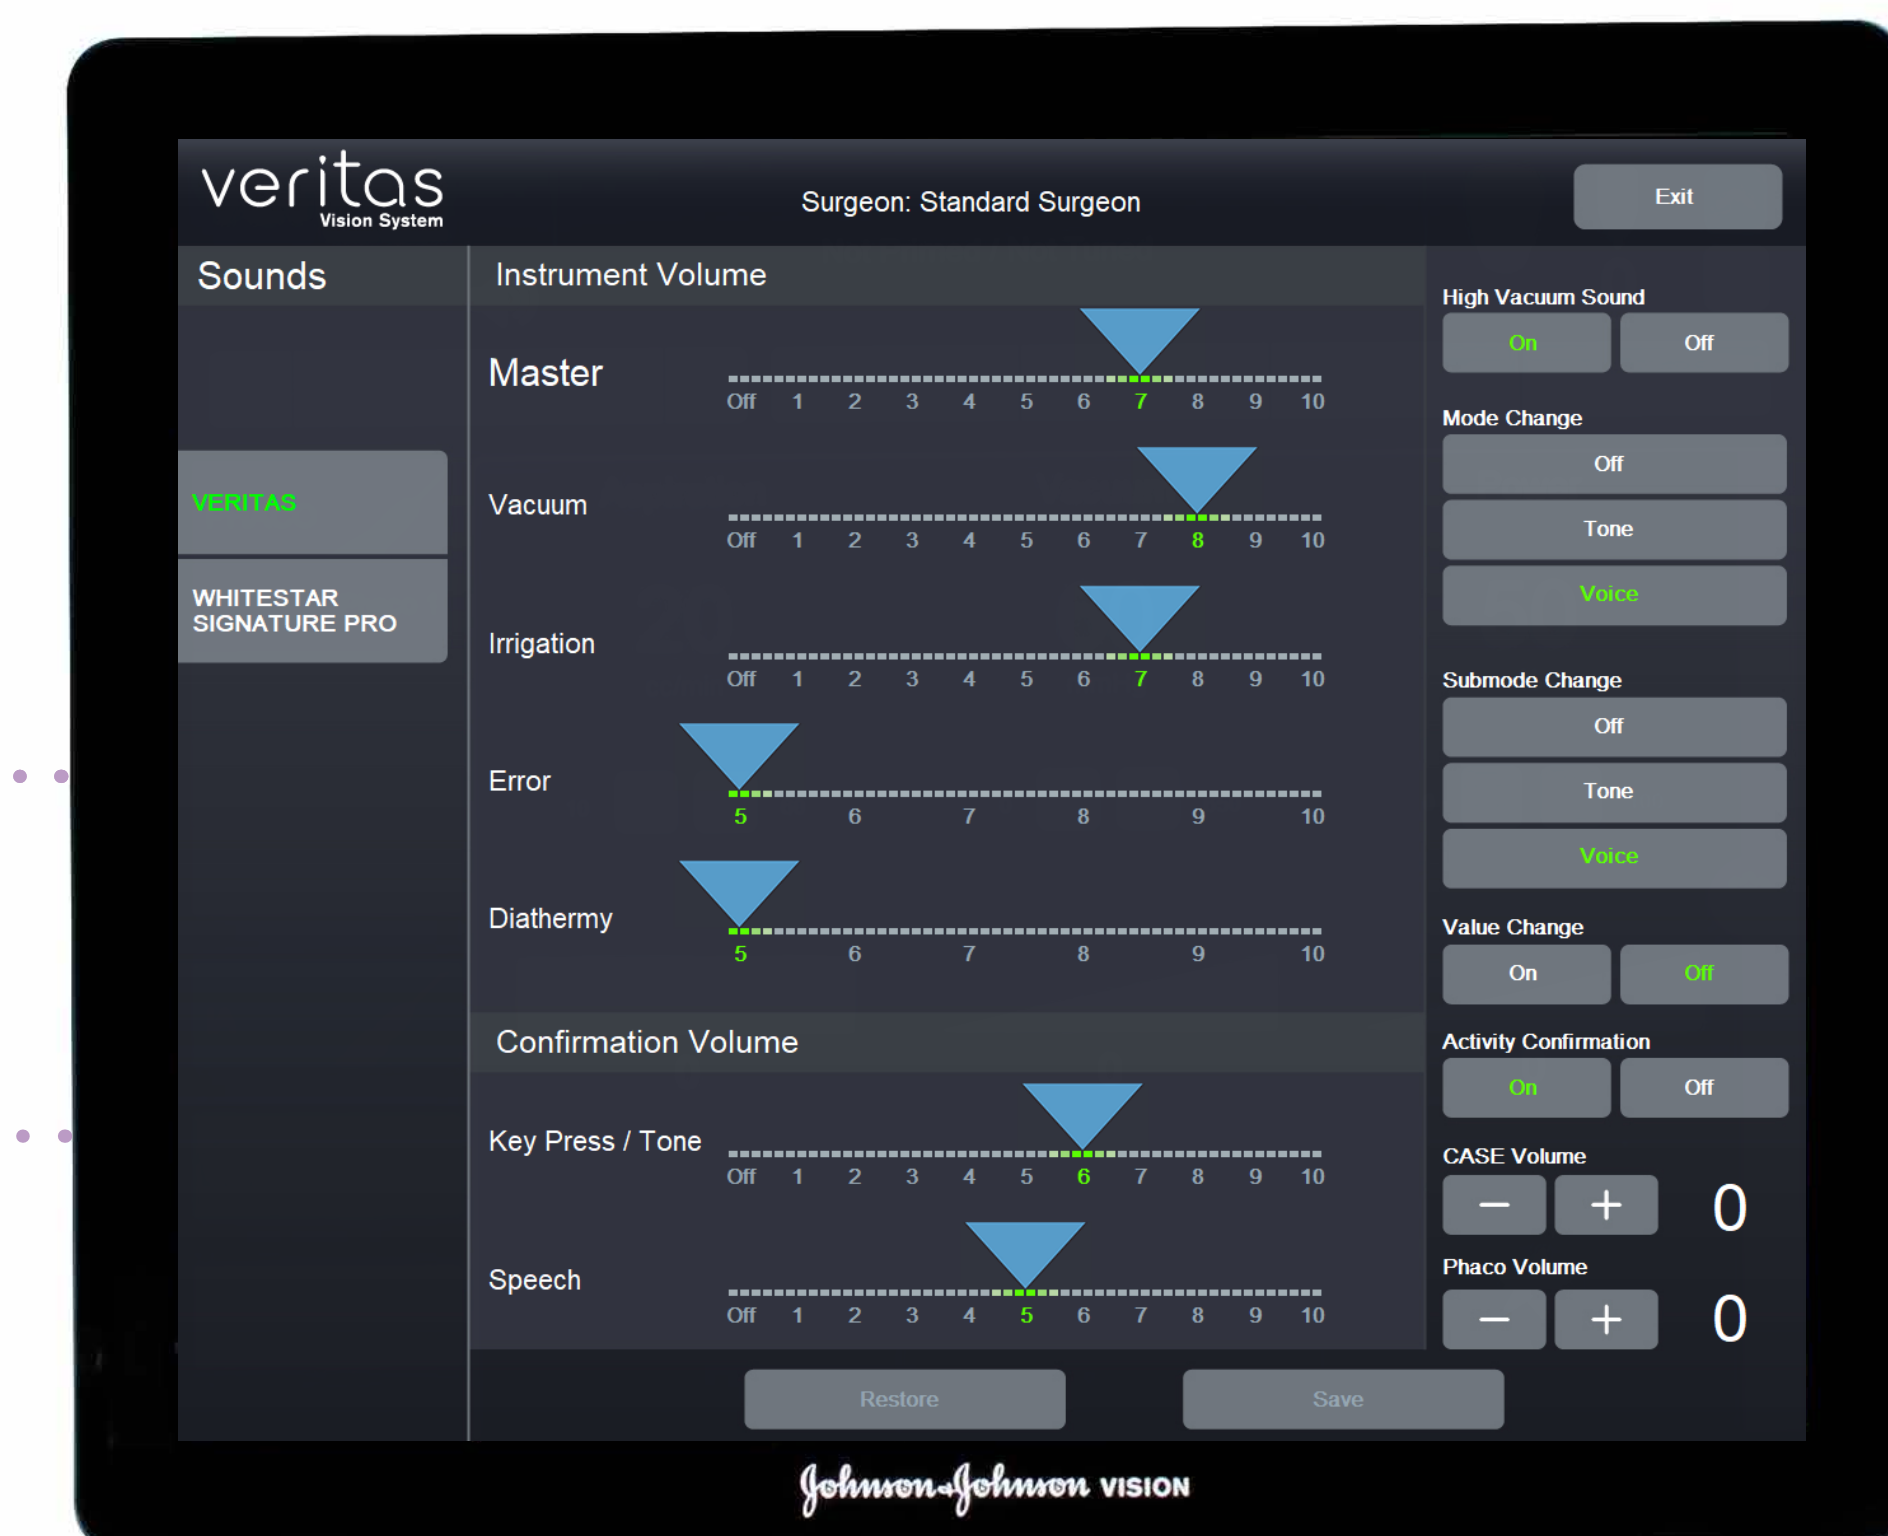 veritas
Vision System
Surgeon: Standard Surgeon
Exit
Sounds
VERITAS
WHITESTAR
SIGNATURE PRO
Instrument Volume
Master
Off 1 2 3 4 5 6 7 8 9 10
Vacuum
Off 1 2 3 4 5 6 7 8 9 10
Irrigation
Off 1 2 3 4 5 6 7 8 9 10
Error
5 6 7 8 9 10
Diathermy
5 6 7 8 9 10
Confirmation Volume
Key Press / Tone
Off 1 2 3 4 5 6 7 8 9 10
Speech
Off 1 2 3 4 5 6 7 8 9 10
High Vacuum Sound
On Off
Mode Change
Off
Tone
Voice
Submode Change
Off
Tone
Voice
Value Change
On Off
Activity Confirmation
On Off
CASE Volume
− + 0
Phaco Volume
− + 0
Restore Save
Johnson & Johnson VISION